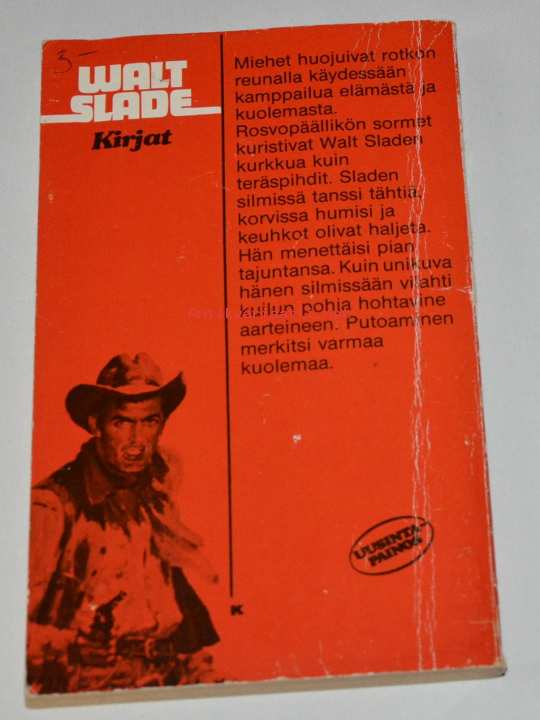 3-
WALT
SLADE
Kirjat
Miehet huojuivat rotkon
reunalla käydessään
kamppailua elämästä ja
kuolemasta.
Rosvopäällikön sormet
kuristivat Walt Sladen
kurkkua kuin
teräspihdit. Sladen
silmissä tanssi tähtiä,
korvissa humisi ja
keuhkot olivat haljeta.
Hän menettäisi pian
tajuntansa. Kuin unikuva
hänen silmissään vilahti
kuilun pohja hohtavine
aarteineen. Putoaminen
merkitsi varmaa
kuolemaa.
UUSINTA-
PAINOS
K